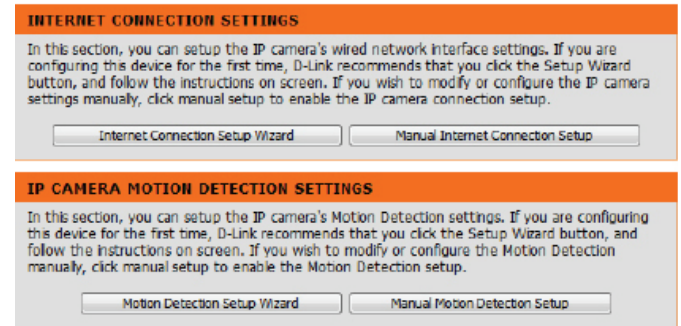 INTERNET CONNECTION SETTINGS
In this section, you can setup the IP camera's wired network interface settings. If you are
configuring this device for the first time, D-Link recommends that you click the Setup Wizard
button, and follow the instructions on screen. If you wish to modify or configure the IP camera
settings manually, click manual setup to enable the IP camera connection setup.
Internet Connection Setup Wizard Manual Internet Connection Setup
IP CAMERA MOTION DETECTION SETTINGS
In this section, you can setup the IP camera's Motion Detection settings. If you are configuring
this device for the first time, D-Link recommends that you click the Setup Wizard button, and
follow the instructions on screen. If you wish to modify or configure the Motion Detection
manually, click manual setup to enable the Motion Detection setup.
Motion Detection Setup Wizard Manual Motion Detection Setup